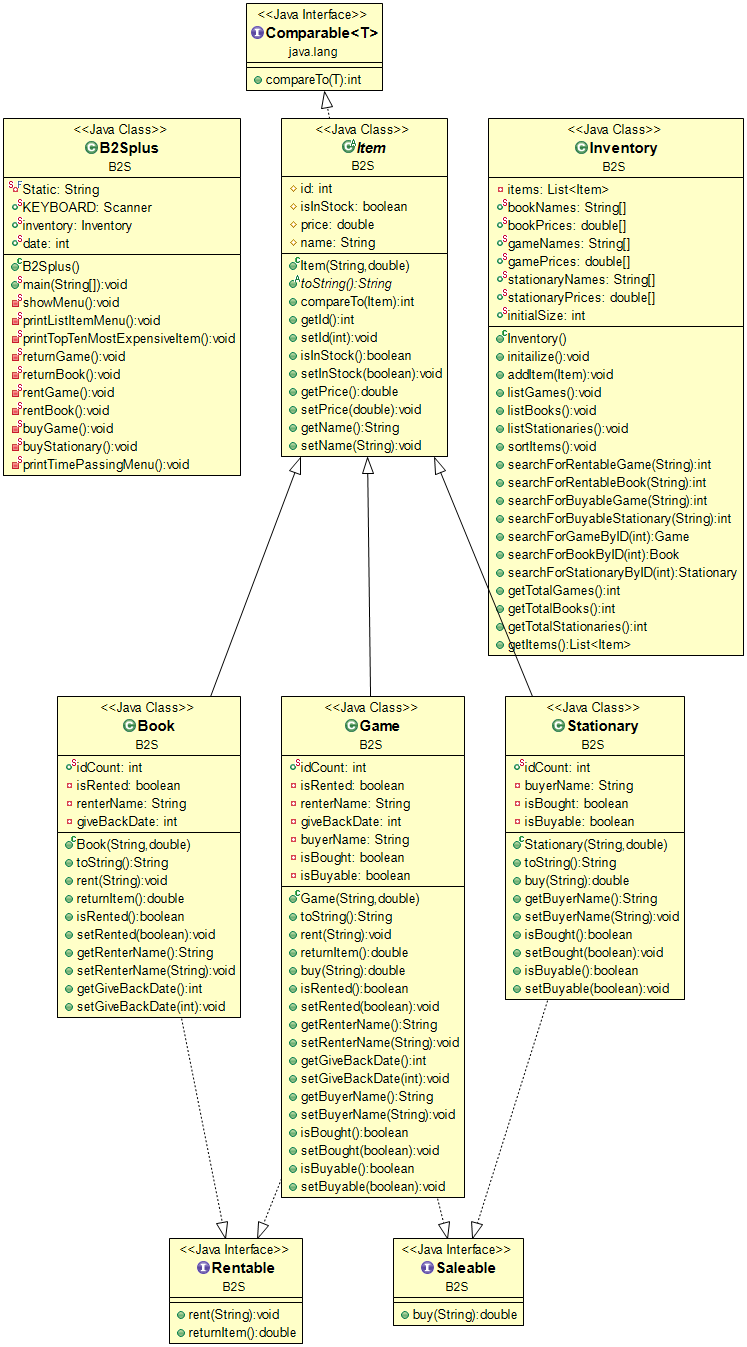 <<Java Interface>>
Comparable<T>
java.lang
compareTo(T):int
<<Java Class>>
B2Splus
B2S
Static: String
KEYBOARD: Scanner
inventory: Inventory
date: int
B2Splus()
main(String[]):void
showMenu():void
printListItemMenu():void
printTopTenMostExpensiveItem():void
returnGame():void
returnBook():void
rentGame():void
rentBook():void
buyGame():void
buyStationary():void
printTimePassingMenu():void
<<Java Class>>
Item
B2S
id: int
isInStock: boolean
price: double
name: String
Item(String,double)
toString():String
compareTo(Item):int
getId():int
setId(int):void
isInStock():boolean
setInStock(boolean):void
getPrice():double
setPrice(double):void
getName():String
setName(String):void
<<Java Class>>
Inventory
B2S
items: List<Item>
bookNames: String[]
bookPrices: double[]
gameNames: String[]
gamePrices: double[]
stationaryNames: String[]
stationaryPrices: double[]
initialSize: int
Inventory()
initailize():void
addItem(Item):void
listGames():void
listBooks():void
listStationaries():void
sortItems():void
searchForRentableGame(String):int
searchForRentableBook(String):int
searchForBuyableGame(String):int
searchForBuyableStationary(String):int
searchForGameByID(int):Game
searchForBookByID(int):Book
searchForStationaryByID(int):Stationary
getTotalGames():int
getTotalBooks():int
getTotalStationaries():int
getItems():List<Item>
<<Java Class>>
Book
B2S
idCount: int
isRented: boolean
renterName: String
giveBackDate: int
Book(String,double)
toString():String
rent(String):void
returnItem():double
isRented():boolean
setRented(boolean):void
getRenterName():String
setRenterName(String):void
getGiveBackDate():int
setGiveBackDate(int):void
<<Java Class>>
Game
B2S
idCount: int
isRented: boolean
renterName: String
giveBackDate: int
buyerName: String
isBought: boolean
isBuyable: boolean
Game(String,double)
toString():String
rent(String):void
returnItem():double
buy(String):double
isRented():boolean
setRented(boolean):void
getRenterName():String
setRenterName(String):void
getGiveBackDate():int
setGiveBackDate(int):void
getBuyerName():String
setBuyerName(String):void
isBought():boolean
setBought(boolean):void
isBuyable():boolean
setBuyable(boolean):void
<<Java Class>>
Stationary
B2S
idCount: int
buyerName: String
isBought: boolean
isBuyable: boolean
Stationary(String,double)
toString():String
buy(String):double
getBuyerName():String
setBuyerName(String):void
isBought():boolean
setBought(boolean):void
isBuyable():boolean
setBuyable(boolean):void
<<Java Interface>>
Rentable
B2S
rent(String):void
returnItem():double
<<Java Interface>>
Saleable
B2S
buy(String):double